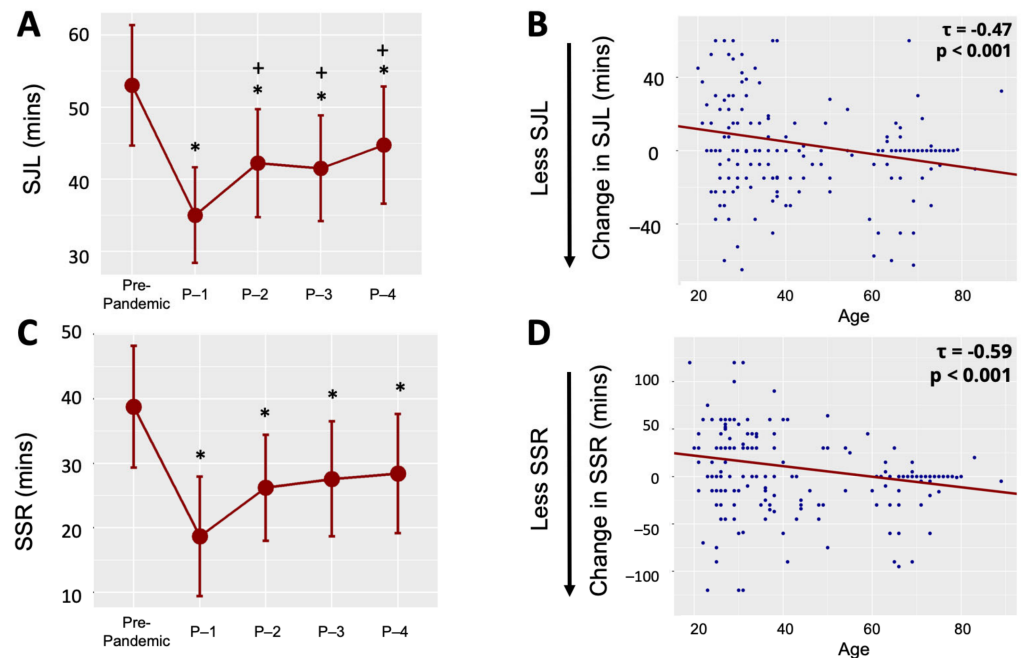 A
SJL (mins)
60
50
40
30
*
+
*
+
*
+
*
Pre-
Pandemic
P–1
P–2
P–3
P–4
B
Less SJL
Change in SJL (mins)
τ = -0.47
p < 0.001
40
0
−40
20
40
60
80
Age
C
SSR (mins)
50
40
30
20
10
*
*
*
*
Pre-
Pandemic
P–1
P–2
P–3
P–4
D
Less SSR
Change in SSR (mins)
τ = -0.59
p < 0.001
100
50
0
−50
−100
20
40
60
80
Age